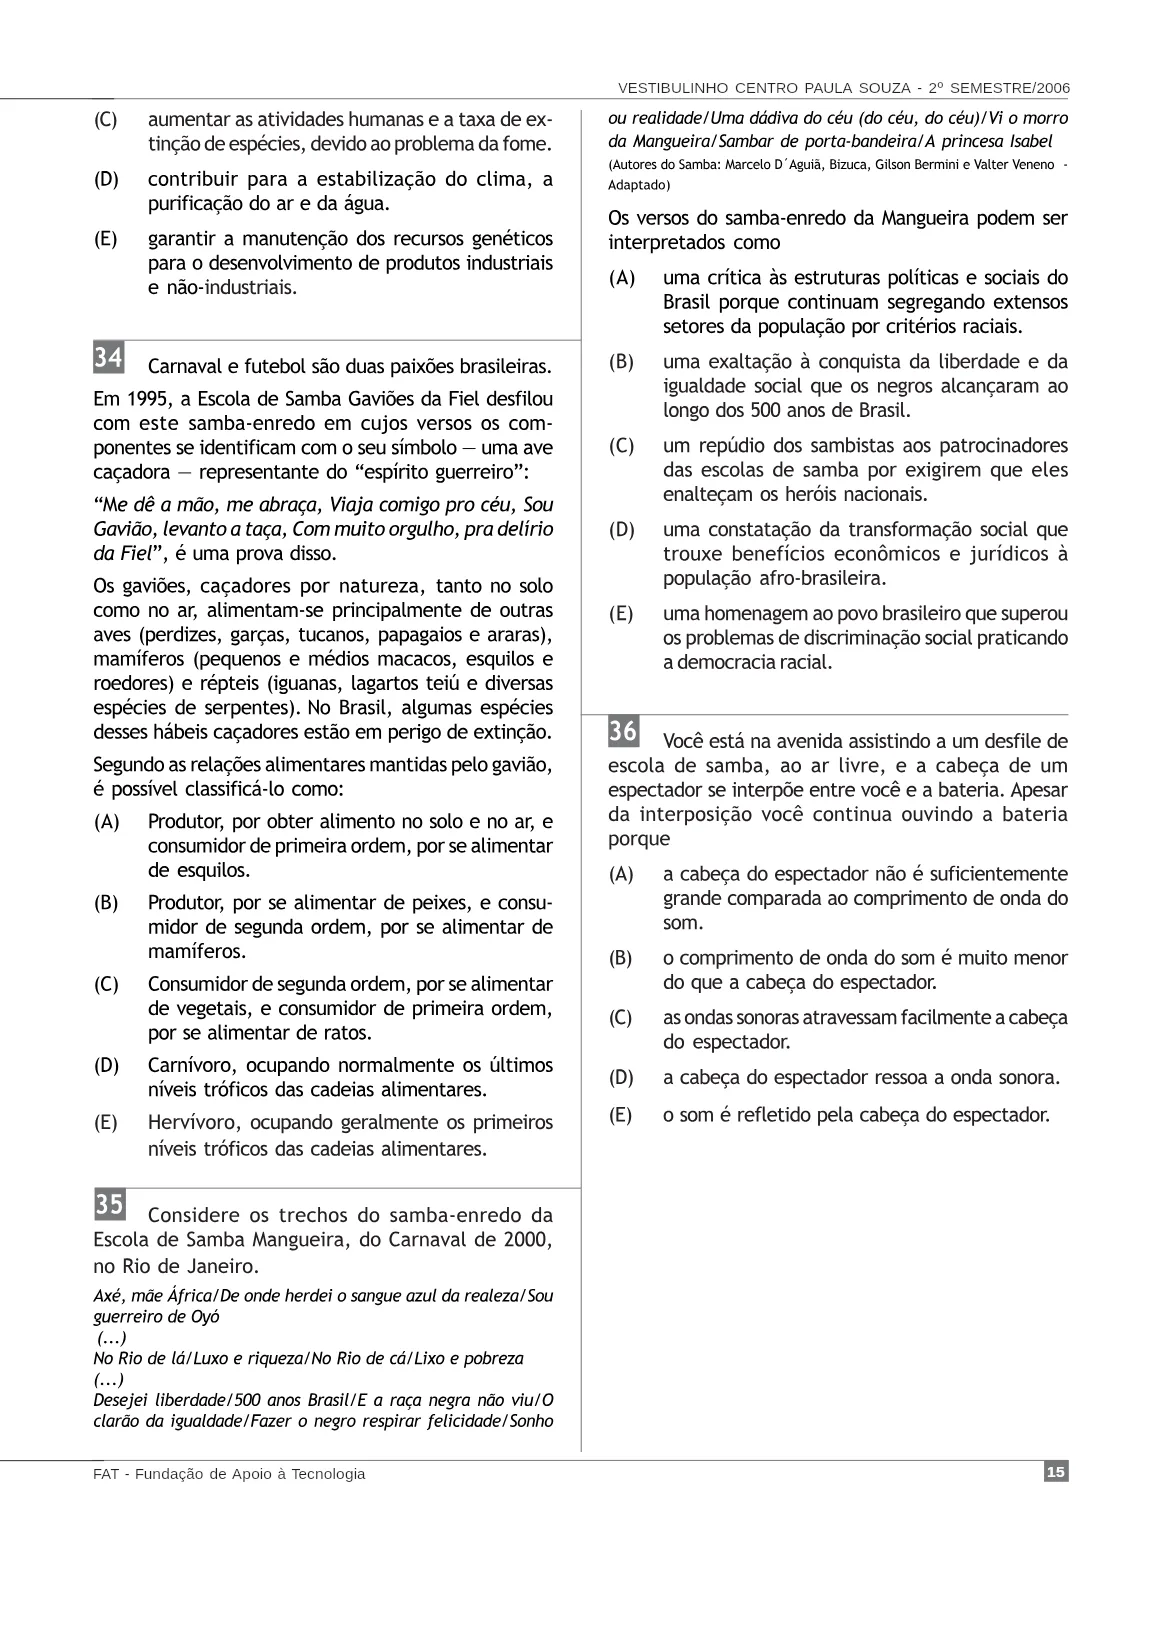 VESTIBULINHO CENTRO PAULA SOUZA - 2º SEMESTRE/2006
(C) aumentar as atividades humanas e a taxa de ex-
tinção de espécies, devido ao problema da fome.
(D) contribuir para a estabilização do clima, a
purificação do ar e da água.
(E) garantir a manutenção dos recursos genéticos
para o desenvolvimento de produtos industriais
e não-industriais.
34 Carnaval e futebol são duas paixões brasileiras.
Em 1995, a Escola de Samba Gaviões da Fiel desfilou
com este samba-enredo em cujos versos os com-
ponentes se identificam com o seu símbolo — uma ave
caçadora — representante do “espírito guerreiro”:
“Me dê a mão, me abraça, Viaja comigo pro céu, Sou
Gavião, levanto a taça, Com muito orgulho, pra delírio
da Fiel”, é uma prova disso.
Os gaviões, caçadores por natureza, tanto no solo
como no ar, alimentam-se principalmente de outras
aves (perdizes, garças, tucanos, papagaios e araras),
mamíferos (pequenos e médios macacos, esquilos e
roedores) e répteis (iguanas, lagartos teiú e diversas
espécies de serpentes). No Brasil, algumas espécies
desses hábeis caçadores estão em perigo de extinção.
Segundo as relações alimentares mantidas pelo gavião,
é possível classificá-lo como:
(A) Produtor, por obter alimento no solo e no ar, e
consumidor de primeira ordem, por se alimentar
de esquilos.
(B) Produtor, por se alimentar de peixes, e consu-
midor de segunda ordem, por se alimentar de
mamíferos.
(C) Consumidor de segunda ordem, por se alimentar
de vegetais, e consumidor de primeira ordem,
por se alimentar de ratos.
(D) Carnívoro, ocupando normalmente os últimos
níveis tróficos das cadeias alimentares.
(E) Hervívoro, ocupando geralmente os primeiros
níveis tróficos das cadeias alimentares.
35 Considere os trechos do samba-enredo da
Escola de Samba Mangueira, do Carnaval de 2000,
no Rio de Janeiro.
Axé, mãe África/De onde herdei o sangue azul da realeza/Sou
guerreiro de Oyó
(...)
No Rio de lá/Luxo e riqueza/No Rio de cá/Lixo e pobreza
(...)
Desejei liberdade/500 anos Brasil/E a raça negra não viu/O
clarão da igualdade/Fazer o negro respirar felicidade/Sonho
ou realidade/Uma dádiva do céu (do céu, do céu)/Vi o morro
da Mangueira/Sambar de porta-bandeira/A princesa Isabel
(Autores do Samba: Marcelo D´Aguiã, Bizuca, Gilson Bermini e Valter Veneno -
Adaptado)
Os versos do samba-enredo da Mangueira podem ser
interpretados como
(A) uma crítica às estruturas políticas e sociais do
Brasil porque continuam segregando extensos
setores da população por critérios raciais.
(B) uma exaltação à conquista da liberdade e da
igualdade social que os negros alcançaram ao
longo dos 500 anos de Brasil.
(C) um repúdio dos sambistas aos patrocinadores
das escolas de samba por exigirem que eles
enalteçam os heróis nacionais.
(D) uma constatação da transformação social que
trouxe benefícios econômicos e jurídicos à
população afro-brasileira.
(E) uma homenagem ao povo brasileiro que superou
os problemas de discriminação social praticando
a democracia racial.
36 Você está na avenida assistindo a um desfile de
escola de samba, ao ar livre, e a cabeça de um
espectador se interpõe entre você e a bateria. Apesar
da interposição você continua ouvindo a bateria
porque
(A) a cabeça do espectador não é suficientemente
grande comparada ao comprimento de onda do
som.
(B) o comprimento de onda do som é muito menor
do que a cabeça do espectador.
(C) as ondas sonoras atravessam facilmente a cabeça
do espectador.
(D) a cabeça do espectador ressoa a onda sonora.
(E) o som é refletido pela cabeça do espectador.
FAT - Fundação de Apoio à Tecnologia
15